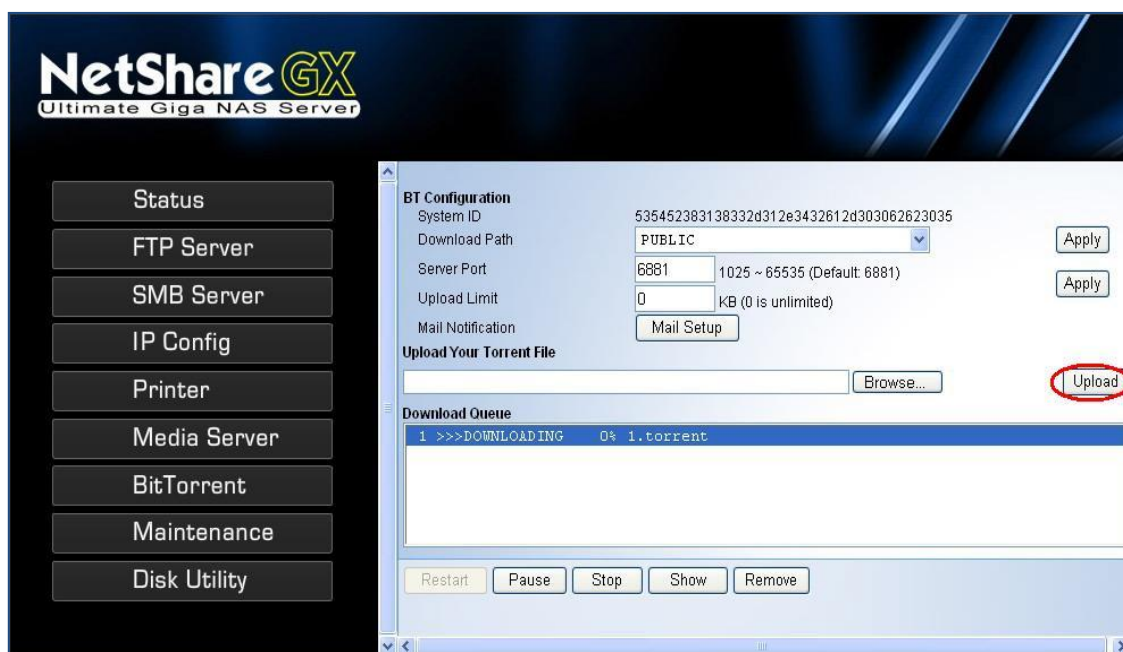 NetShare GX
Ultimate Giga NAS Server
Status
FTP Server
SMB Server
IP Config
Printer
Media Server
BitTorrent
Maintenance
Disk Utility
BT Configuration
System ID 535452383138332d312e3432612d303062623035
Download Path PUBLIC Apply
Server Port 6881 1025 ~ 65535 (Default: 6881) Apply
Upload Limit 0 KB (0 is unlimited)
Mail Notification Mail Setup
Upload Your Torrent File
Browse... Upload
Download Queue
1 >>>DOWNLOADING 0% 1.torrent
Restart Pause Stop Show Remove